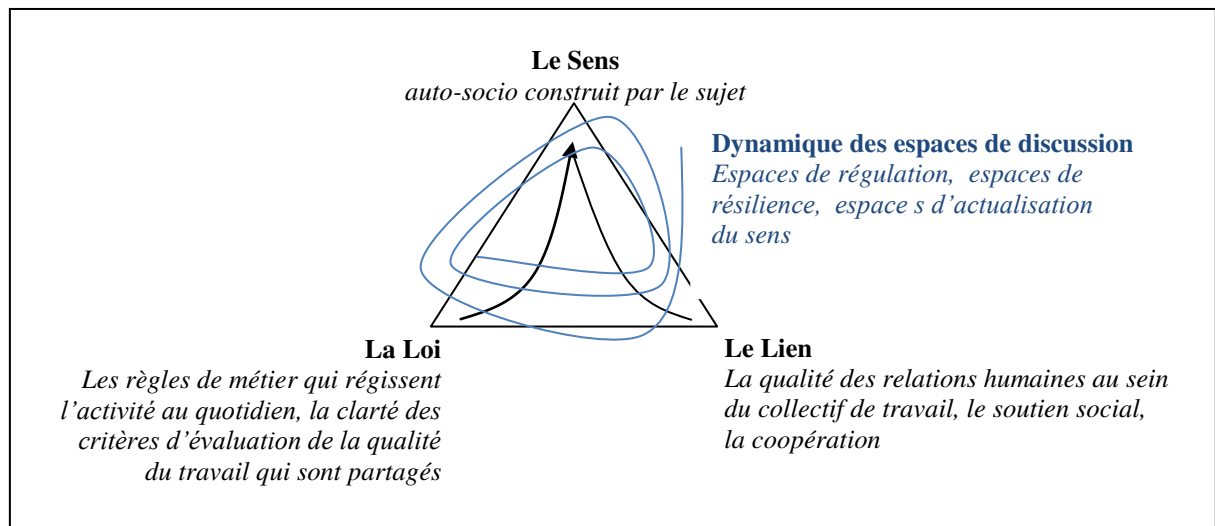 Le Sens
auto-socio construit par le sujet
Dynamique des espaces de discussion
Espaces de régulation, espaces de
résilience, espace s d'actualisation
du sens
La Loi
Les règles de métier qui régissent
l'activité au quotidien, la clarté des
critères d'évaluation de la qualité
du travail qui sont partagés
Le Lien
La qualité des relations humaines au sein
du collectif de travail, le soutien social,
la coopération